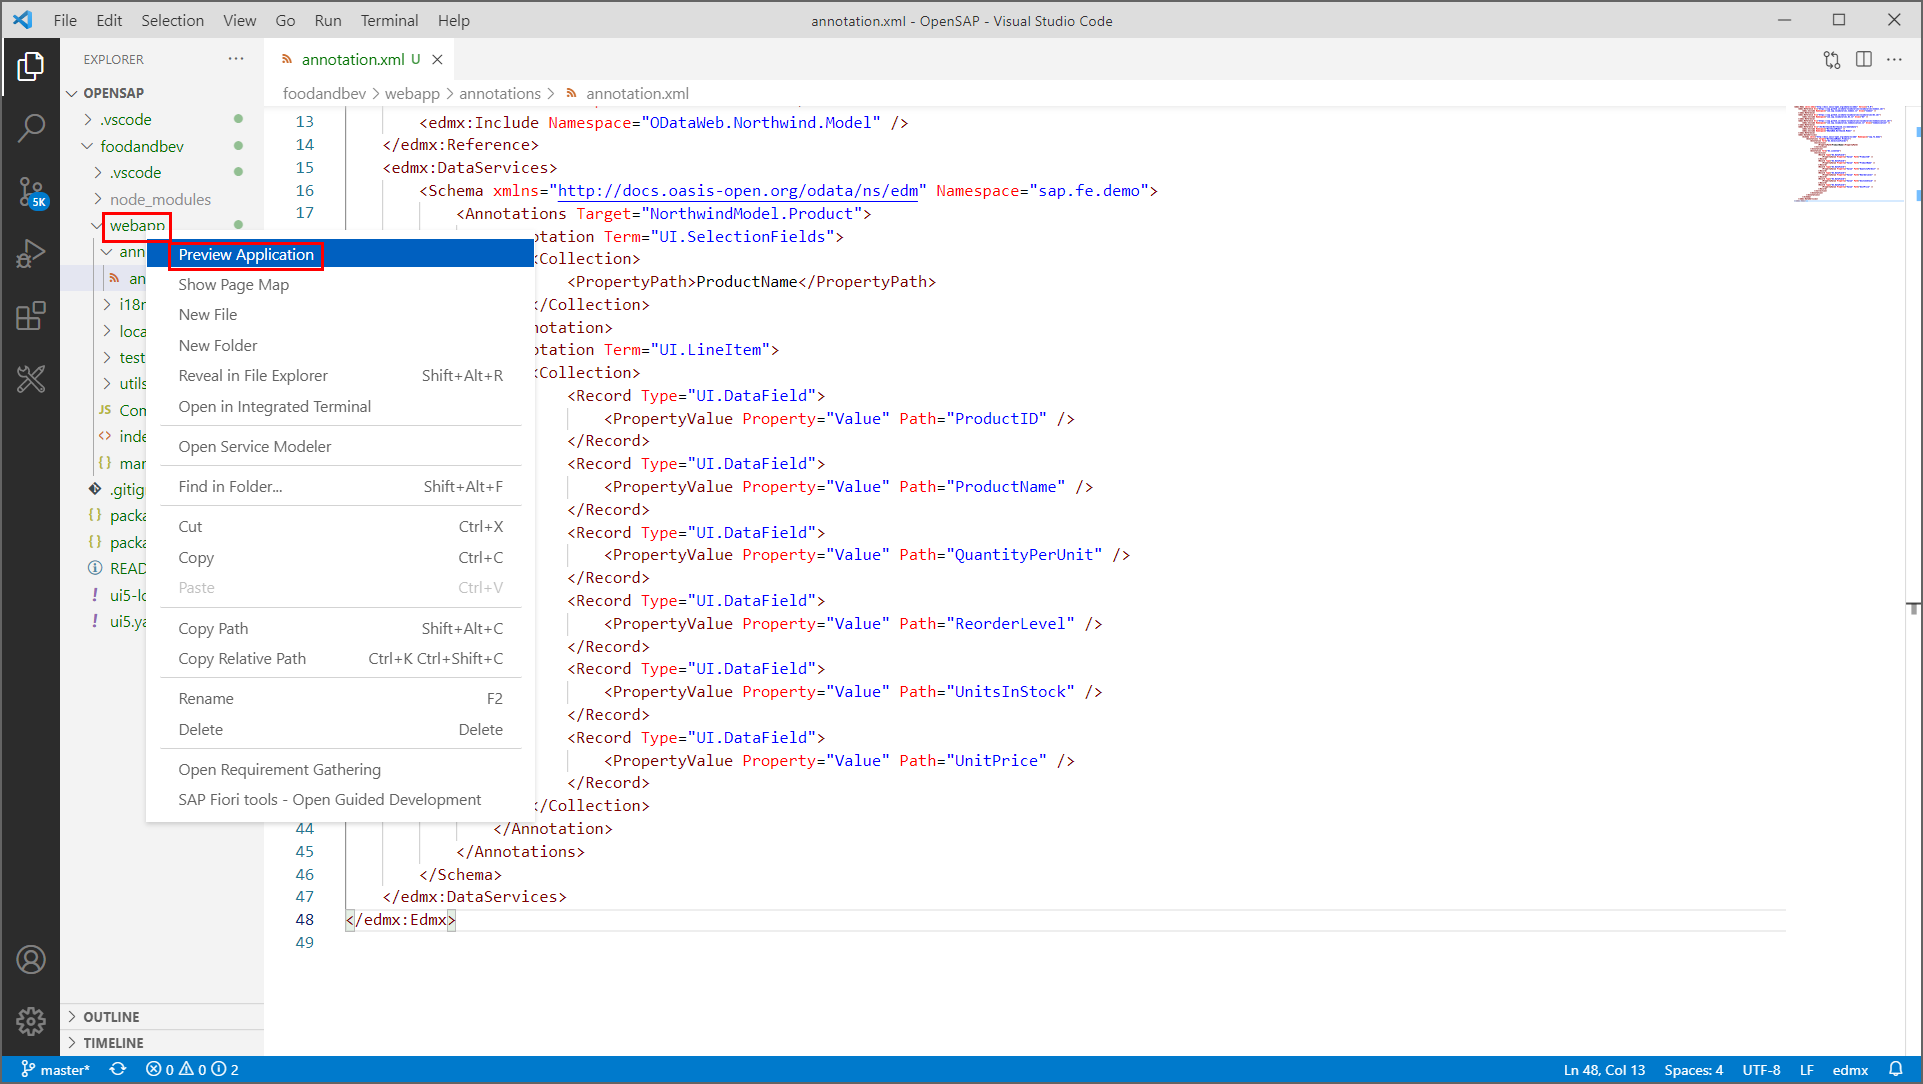 File Edit Selection View Go Run Terminal Help
annotation.xml - OpenSAP - Visual Studio Code
EXPLORER
annotation.xml U
OPENSAP
foodandbev > webapp > annotations > annotation.xml
.vscode
foodandbev
.vscode
node_modules
webapp
ann
an
i18n
loca
test
utils
JS Com
<> inde
{} man
.gitig
{} packa
{} packa
READ
! ui5-lo
! ui5.ya
5K
Preview Application
Show Page Map
New File
New Folder
Reveal in File Explorer Shift+Alt+R
Open in Integrated Terminal
Open Service Modeler
Find in Folder... Shift+Alt+F
Cut Ctrl+X
Copy Ctrl+C
Paste Ctrl+V
Copy Path Shift+Alt+C
Copy Relative Path Ctrl+K Ctrl+Shift+C
Rename F2
Delete Delete
Open Requirement Gathering
SAP Fiori tools - Open Guided Development
13 <edmx:Include Namespace="ODataWeb.Northwind.Model" />
14 </edmx:Reference>
15 <edmx:DataServices>
16 <Schema xmlns="http://docs.oasis-open.org/odata/ns/edm" Namespace="sap.fe.demo">
17 <Annotations Target="NorthwindModel.Product">
otation Term="UI.SelectionFields">
<Collection>
<PropertyPath>ProductName</PropertyPath>
</Collection>
notation>
otation Term="UI.LineItem">
<Collection>
<Record Type="UI.DataField">
<PropertyValue Property="Value" Path="ProductID" />
</Record>
<Record Type="UI.DataField">
<PropertyValue Property="Value" Path="ProductName" />
</Record>
<Record Type="UI.DataField">
<PropertyValue Property="Value" Path="QuantityPerUnit" />
</Record>
<Record Type="UI.DataField">
<PropertyValue Property="Value" Path="ReorderLevel" />
</Record>
<Record Type="UI.DataField">
<PropertyValue Property="Value" Path="UnitsInStock" />
</Record>
<Record Type="UI.DataField">
<PropertyValue Property="Value" Path="UnitPrice" />
</Record>
</Collection>
44 </Annotation>
45 </Annotations>
46 </Schema>
47 </edmx:DataServices>
48 </edmx:Edmx>
49
OUTLINE
TIMELINE
master* 0 0 2
Ln 48, Col 13 Spaces: 4 UTF-8 LF edmx